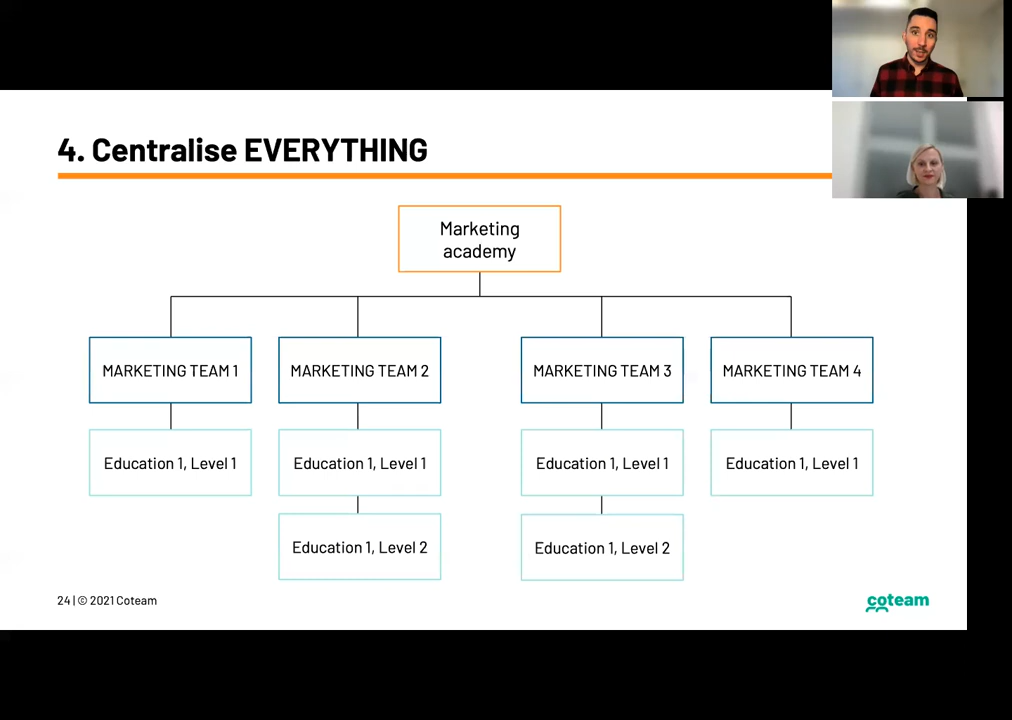 4. Centralise EVERYTHING
Marketing
academy
MARKETING TEAM 1
MARKETING TEAM 2
MARKETING TEAM 3
MARKETING TEAM 4
Education 1, Level 1
Education 1, Level 1
Education 1, Level 1
Education 1, Level 1
Education 1, Level 2
Education 1, Level 2
24 | © 2021 Coteam
coteam